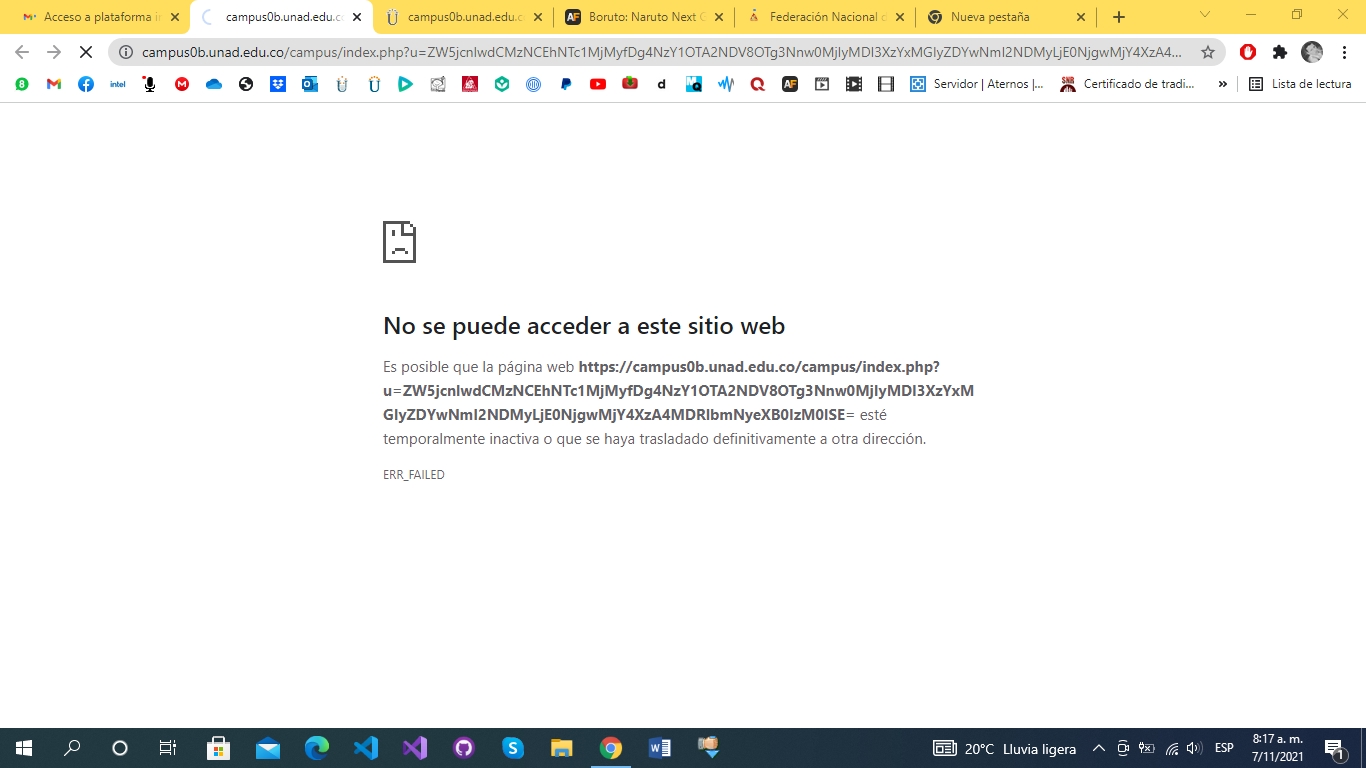 Acceso a plataforma i
campus0b.unad.edu.c
campus0b.unad.edu.c
Boruto: Naruto Next G
Federación Nacional d
Nueva pestaña
campus0b.unad.edu.co/campus/index.php?u=ZW5jcnlwdCMzNCEhNTc1MjMyfDg4NzY1OTA2NDV8OTg3Nnw0MjIyMDI3XzYxMGIyZDYwNmI2NDMyLjE0NjgwMjY4XzA4...
intel
Servidor | Aternos |...
Certificado de tradi...
»
Lista de lectura
No se puede acceder a este sitio web
Es posible que la página web https://campus0b.unad.edu.co/campus/index.php?
u=ZW5jcnlwdCMzNCEhNTc1MjMyfDg4NzY1OTA2NDV8OTg3Nnw0MjIyMDI3XzYxM
GIyZDYwNmI2NDMyLjE0NjgwMjY4XzA4MDRlbmNyeXB0IzM0ISE= esté
temporalmente inactiva o que se haya trasladado definitivamente a otra dirección.
ERR_FAILED
20°C Lluvia ligera
ESP
8:17 a. m.
7/11/2021
1